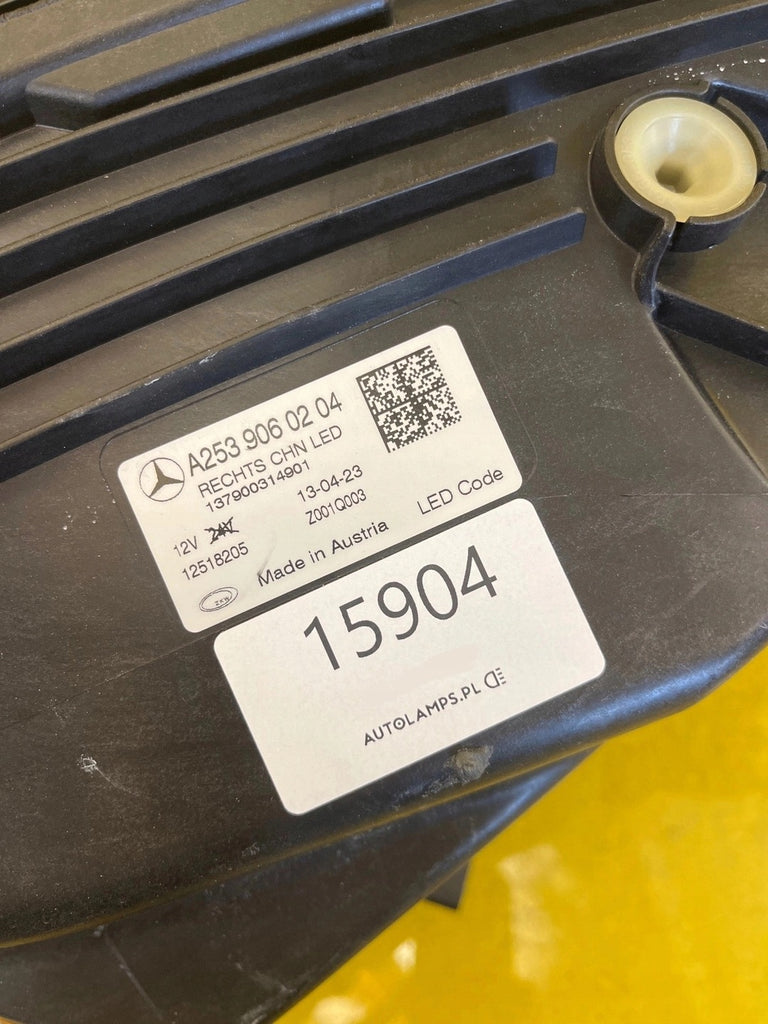 A253 906 02 04
RECHTS CHN LED
137900314901
12V 24V 13-04-23
12518205 Z001Q003
Made in Austria LED Code
ZKW
15904
AUTOLAMPS.PL